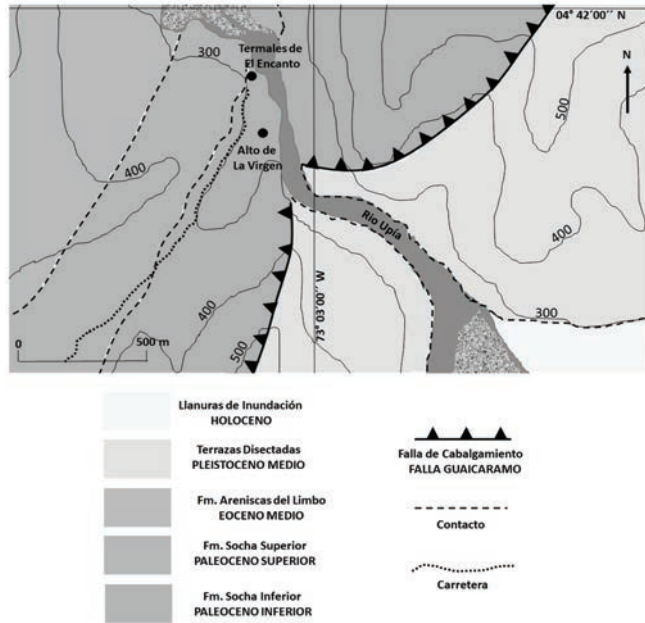 04° 42'00'' N
Termales de
El Encanto
300
N
500
Alto de
La Virgen
400
Río Upía
400
73° 03'00'' W
400
300
0
500 m
500
Llanuras de Inundación
HOLOCENO
Terrazas Disectadas
PLEISTOCENO MEDIO
Fm. Areniscas del Limbo
EOCENO MEDIO
Fm. Socha Superior
PALEOCENO SUPERIOR
Fm. Socha Inferior
PALEOCENO INFERIOR
Falla de Cabalgamiento
FALLA GUAICARAMO
Contacto
Carretera